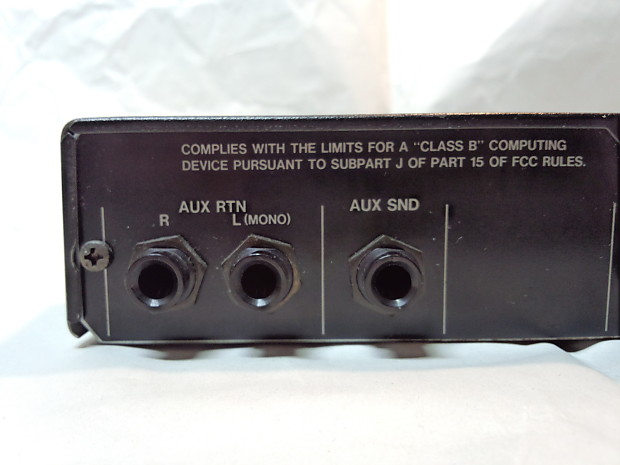 COMPLIES WITH THE LIMITS FOR A "CLASS B" COMPUTING
DEVICE PURSUANT TO SUBPART J OF PART 15 OF FCC RULES.
AUX RTN
R L (MONO)
AUX SND